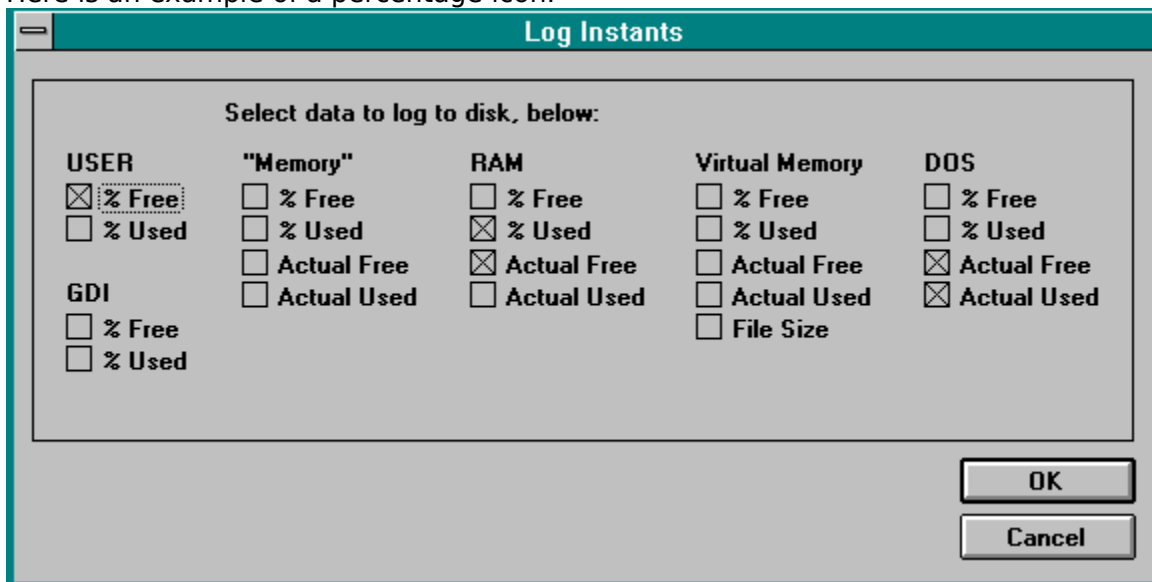 Here is an example of a percentage icon:
Log Instants
Select data to log to disk, below:
USER
% Free
% Used
GDI
% Free
% Used
"Memory"
% Free
% Used
Actual Free
Actual Used
RAM
% Free
% Used
Actual Free
Actual Used
Virtual Memory
% Free
% Used
Actual Free
Actual Used
File Size
DOS
% Free
% Used
Actual Free
Actual Used
OK
Cancel